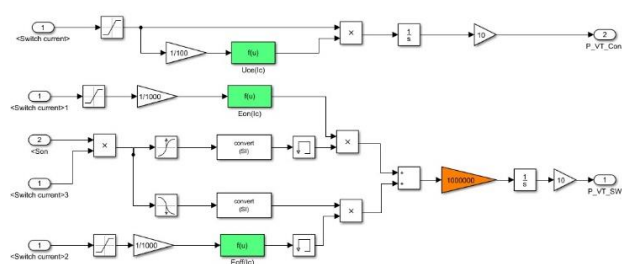 1
<Switch current>
1/100
f(u)
Uce(Ic)
×
1
s
10
2
P_VT_Con
1
<Switch current>1
1/1000
f(u)
Eon(Ic)
×
2
<Son
×
convert
(SI)
1
<Switch current>3
convert
(SI)
×
+
+
1000000
1
s
10
1
P_VT_SW
1
<Switch current>2
1/1000
f(u)
Eoff(Ic)